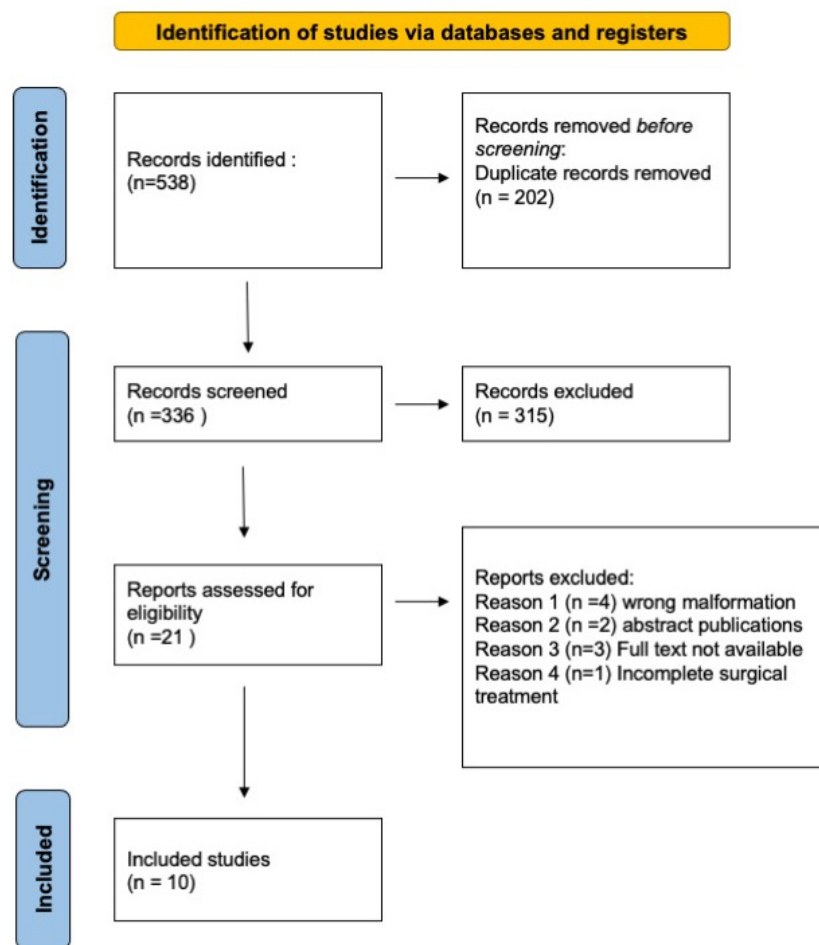 Identification of studies via databases and registers
Identification
Records identified :
(n=538)
Records removed before
screening:
Duplicate records removed
(n = 202)
Screening
Records screened
(n =336 )
Records excluded
(n = 315)
Reports assessed for
eligibility
(n =21 )
Reports excluded:
Reason 1 (n =4) wrong malformation
Reason 2 (n =2) abstract publications
Reason 3 (n=3) Full text not available
Reason 4 (n=1) Incomplete surgical
treatment
Included
Included studies
(n = 10)